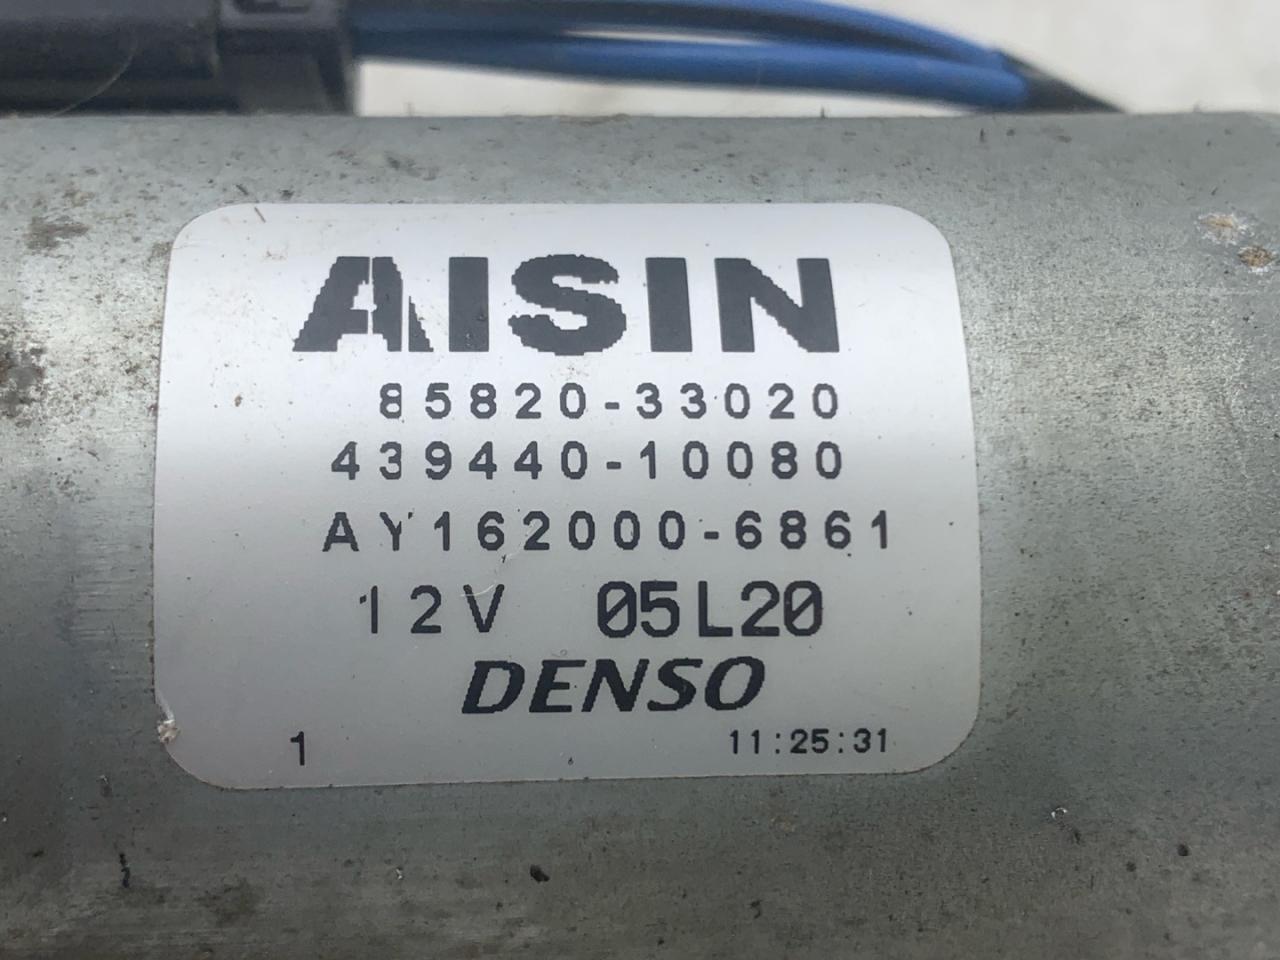 AISIN
85820-33020
439440-10080
AY162000-6861
12V 05L20
DENSO
1 11:25:31